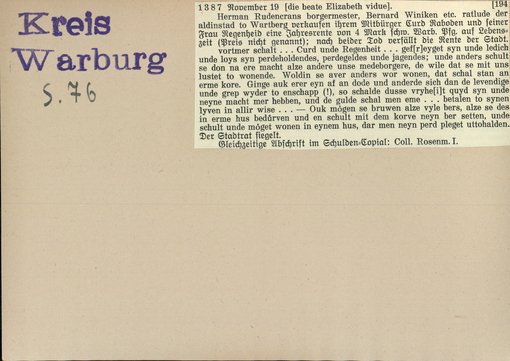 Kreis
Warburg
S. 76
[194
1387 November 19 [die beate Elizabeth vidue].
Herman Rudencrans borgermester, Bernard Winiken etc. ratlude der
aldinstad to Wartberg verkaufen ihrem Mitbürger Curd Raboden und seiner
Frau Regenheid eine Jahresrente von 4 Mark schw. Warb. Pfg. auf Lebens-
zeit (Preis nicht genannt); nach beider Tod verfällt die Rente der Stadt.
vortmer schalt . . . Curd unde Regenheit . . . gef[r]eyget syn unde ledich
unde loys syn perdeholdendes, perdegeldes unde jagendes; unde anders schult
se don na ere macht alze andere unse medeborgere, de wile dat se mit uns
lustet to wonende. Woldin se aver anders wor wonen, dat schal stan an
erme kore. Ginge auk erer eyn af an dode und anderde sich dan de levendige
unde grep wyder to enschapp (!), so schalde dusse vryhe[i]t quyd syn unde
neyne macht mer hebben, und de gulde schal men eme . . . betalen to synen
lyven in allir wise . . . — Ouk mögen se bruwen alze vyle bers, alze se des
in erme hus bedürven und en schult mit dem korve neyn ber setten, unde
schult unde möget wonen in eynem hus, dar men neyn perd pleget uttohalden.
Der Stadtrat siegelt.
Gleichzeitige Abschrift im Schulden-Copial: Coll. Rosenm. I.